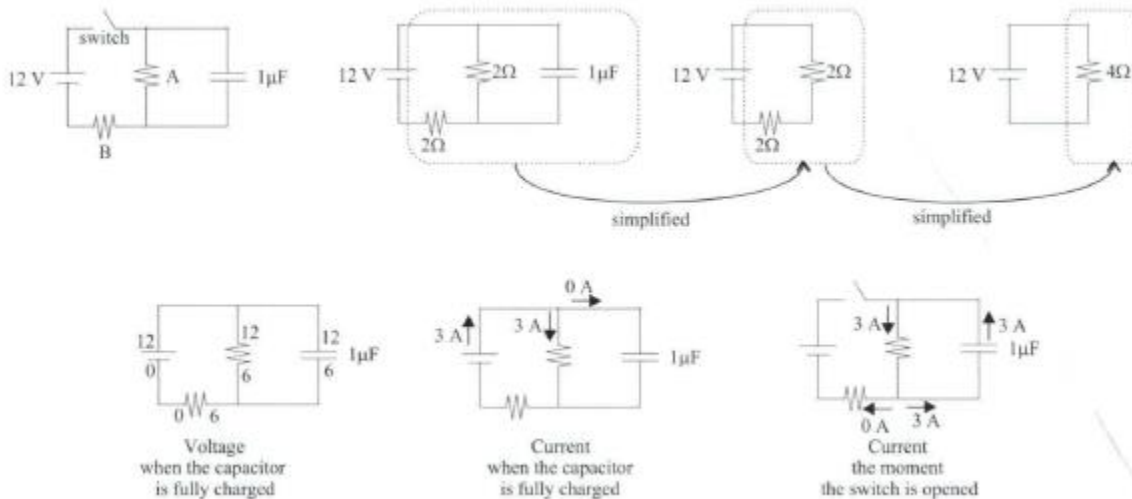 switch
12 V
A
1µF
B
12 V
2Ω
1µF
2Ω
12 V
2Ω
2Ω
12 V
4Ω
simplified
simplified
12
0
12
6
12
6
1µF
0
6
Voltage
when the capacitor
is fully charged
0 A
3 A
3 A
1µF
Current
when the capacitor
is fully charged
3 A
3 A
1µF
0 A
3 A
Current
the moment
the switch is opened